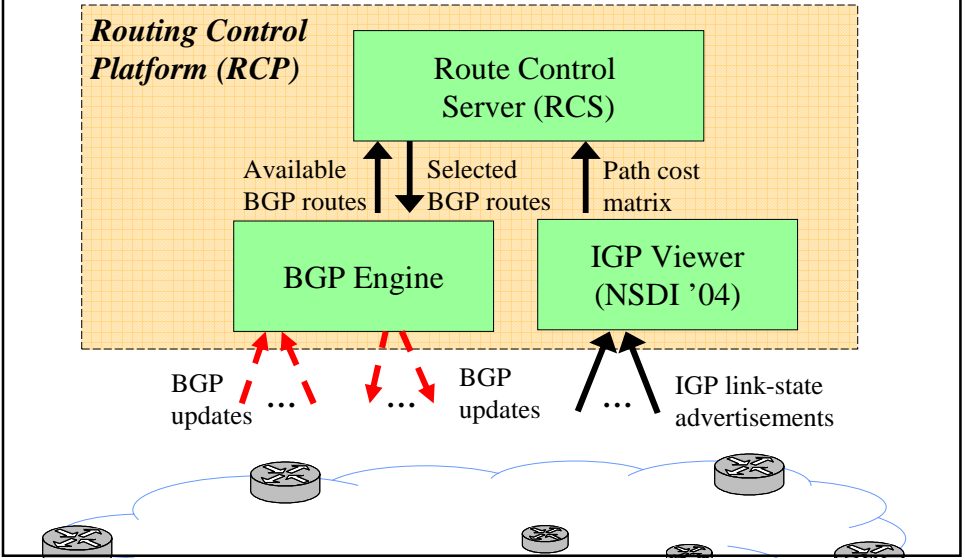 Routing Control
Platform (RCP)
Route Control
Server (RCS)
Available
BGP routes
Selected
BGP routes
Path cost
matrix
BGP Engine
IGP Viewer
(NSDI ’04)
BGP
updates
...
...
BGP
updates
...
IGP link-state
advertisements